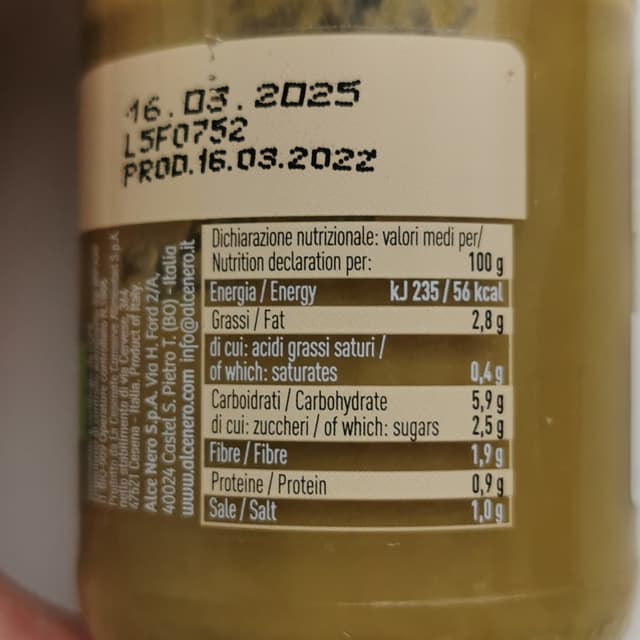 16.03.2025
L5F0752
PROD.16.03.2022
Dichiarazione nutrizionale: valori medi per/
Nutrition declaration per: 100 g
Energia / Energy kJ 235 / 56 kcal
Grassi / Fat 2,8 g
di cui: acidi grassi saturi /
of which: saturates 0,4 g
Carboidrati / Carbohydrate 5,9 g
di cui: zuccheri / of which: sugars 2,5 g
Fibre / Fibre 1,9 g
Proteine / Protein 0,9 g
Sale / Salt 1,0 g
47521 Cesena - Italia. Product of Italy.
Alce Nero S.p.A. Via H. Ford 2/A,
40024 Castel S. Pietro T. (BO) - Italia
www.alcenero.com info@alcenero.it